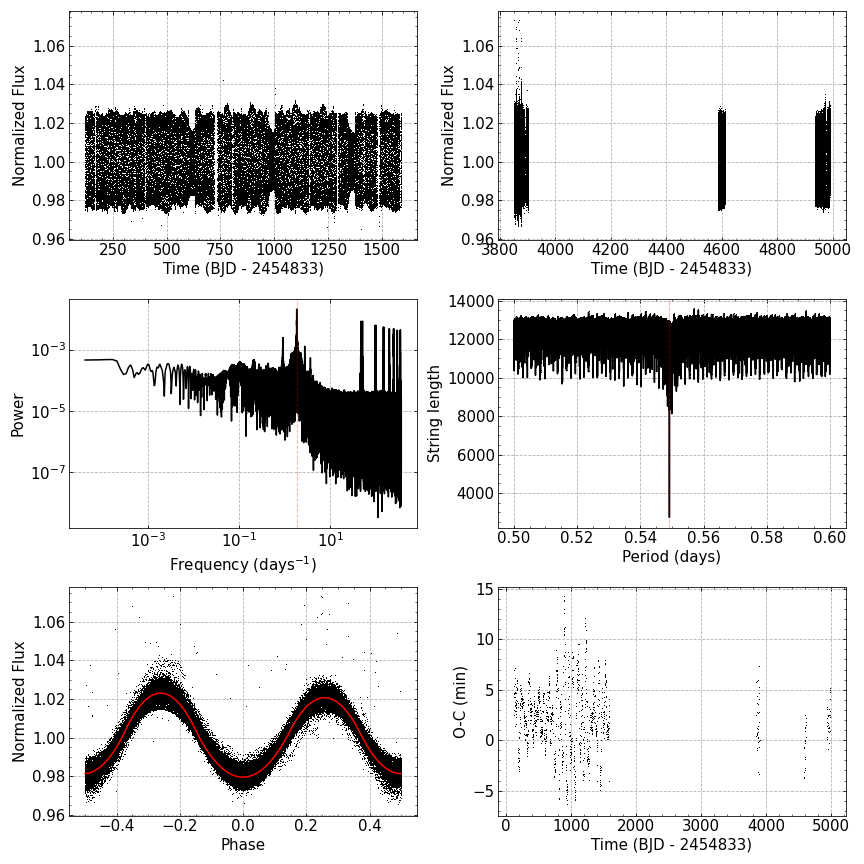 1.06
1.04
1.02
1.00
0.98
0.96
Normalized Flux
250 500 750 1000 1250 1500
Time (BJD - 2454833)
1.06
1.04
1.02
1.00
0.98
0.96
Normalized Flux
3800 4000 4200 4400 4600 4800 5000
Time (BJD - 2454833)
10⁻³
10⁻⁵
10⁻⁷
Power
10⁻³ 10⁻¹ 10¹
Frequency (days⁻¹)
14000
12000
10000
8000
6000
4000
String length
0.50 0.52 0.54 0.56 0.58 0.60
Period (days)
1.06
1.04
1.02
1.00
0.98
0.96
Normalized Flux
−0.4 −0.2 0.0 0.2 0.4
Phase
15
10
5
0
−5
O-C (min)
0 1000 2000 3000 4000 5000
Time (BJD - 2454833)